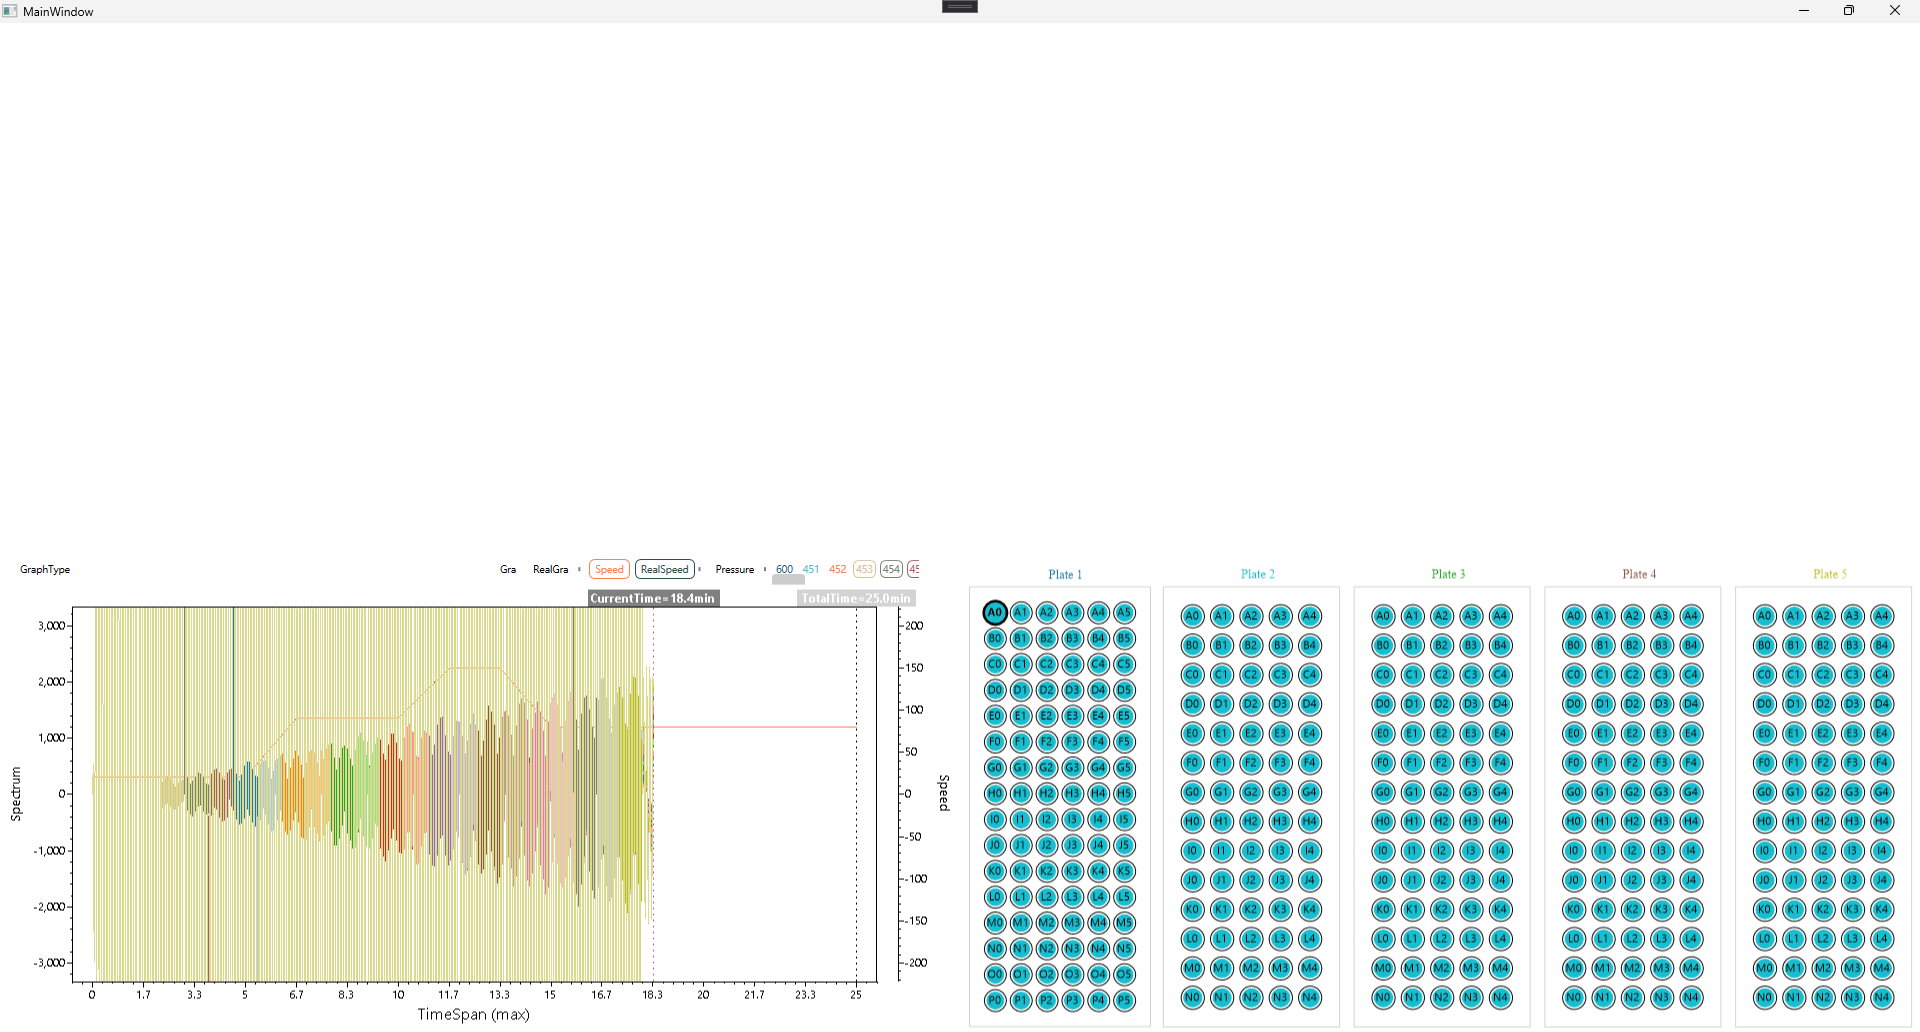 MainWindow
GraphType
Gra RealGra Speed RealSpeed Pressure 600 451 452 453 454 45
CurrentTime=18.4min TotalTime=25.0min
3,000
2,000
1,000
0
-1,000
-2,000
-3,000
Spectrum
200
150
100
50
0
-50
-100
-150
-200
Speed
0 1.7 3.3 5 6.7 8.3 10 11.7 13.3 15 16.7 18.3 20 21.7 23.3 25
TimeSpan (max)
Plate 1
A0 A1 A2 A3 A4 A5
B0 B1 B2 B3 B4 B5
C0 C1 C2 C3 C4 C5
D0 D1 D2 D3 D4 D5
E0 E1 E2 E3 E4 E5
F0 F1 F2 F3 F4 F5
G0 G1 G2 G3 G4 G5
H0 H1 H2 H3 H4 H5
I0 I1 I2 I3 I4 I5
J0 J1 J2 J3 J4 J5
K0 K1 K2 K3 K4 K5
L0 L1 L2 L3 L4 L5
M0 M1 M2 M3 M4 M5
N0 N1 N2 N3 N4 N5
O0 O1 O2 O3 O4 O5
P0 P1 P2 P3 P4 P5
Plate 2
A0 A1 A2 A3 A4
B0 B1 B2 B3 B4
C0 C1 C2 C3 C4
D0 D1 D2 D3 D4
E0 E1 E2 E3 E4
F0 F1 F2 F3 F4
G0 G1 G2 G3 G4
H0 H1 H2 H3 H4
I0 I1 I2 I3 I4
J0 J1 J2 J3 J4
K0 K1 K2 K3 K4
L0 L1 L2 L3 L4
M0 M1 M2 M3 M4
N0 N1 N2 N3 N4
Plate 3
A0 A1 A2 A3 A4
B0 B1 B2 B3 B4
C0 C1 C2 C3 C4
D0 D1 D2 D3 D4
E0 E1 E2 E3 E4
F0 F1 F2 F3 F4
G0 G1 G2 G3 G4
H0 H1 H2 H3 H4
I0 I1 I2 I3 I4
J0 J1 J2 J3 J4
K0 K1 K2 K3 K4
L0 L1 L2 L3 L4
M0 M1 M2 M3 M4
N0 N1 N2 N3 N4
Plate 4
A0 A1 A2 A3 A4
B0 B1 B2 B3 B4
C0 C1 C2 C3 C4
D0 D1 D2 D3 D4
E0 E1 E2 E3 E4
F0 F1 F2 F3 F4
G0 G1 G2 G3 G4
H0 H1 H2 H3 H4
I0 I1 I2 I3 I4
J0 J1 J2 J3 J4
K0 K1 K2 K3 K4
L0 L1 L2 L3 L4
M0 M1 M2 M3 M4
N0 N1 N2 N3 N4
Plate 5
A0 A1 A2 A3 A4
B0 B1 B2 B3 B4
C0 C1 C2 C3 C4
D0 D1 D2 D3 D4
E0 E1 E2 E3 E4
F0 F1 F2 F3 F4
G0 G1 G2 G3 G4
H0 H1 H2 H3 H4
I0 I1 I2 I3 I4
J0 J1 J2 J3 J4
K0 K1 K2 K3 K4
L0 L1 L2 L3 L4
M0 M1 M2 M3 M4
N0 N1 N2 N3 N4